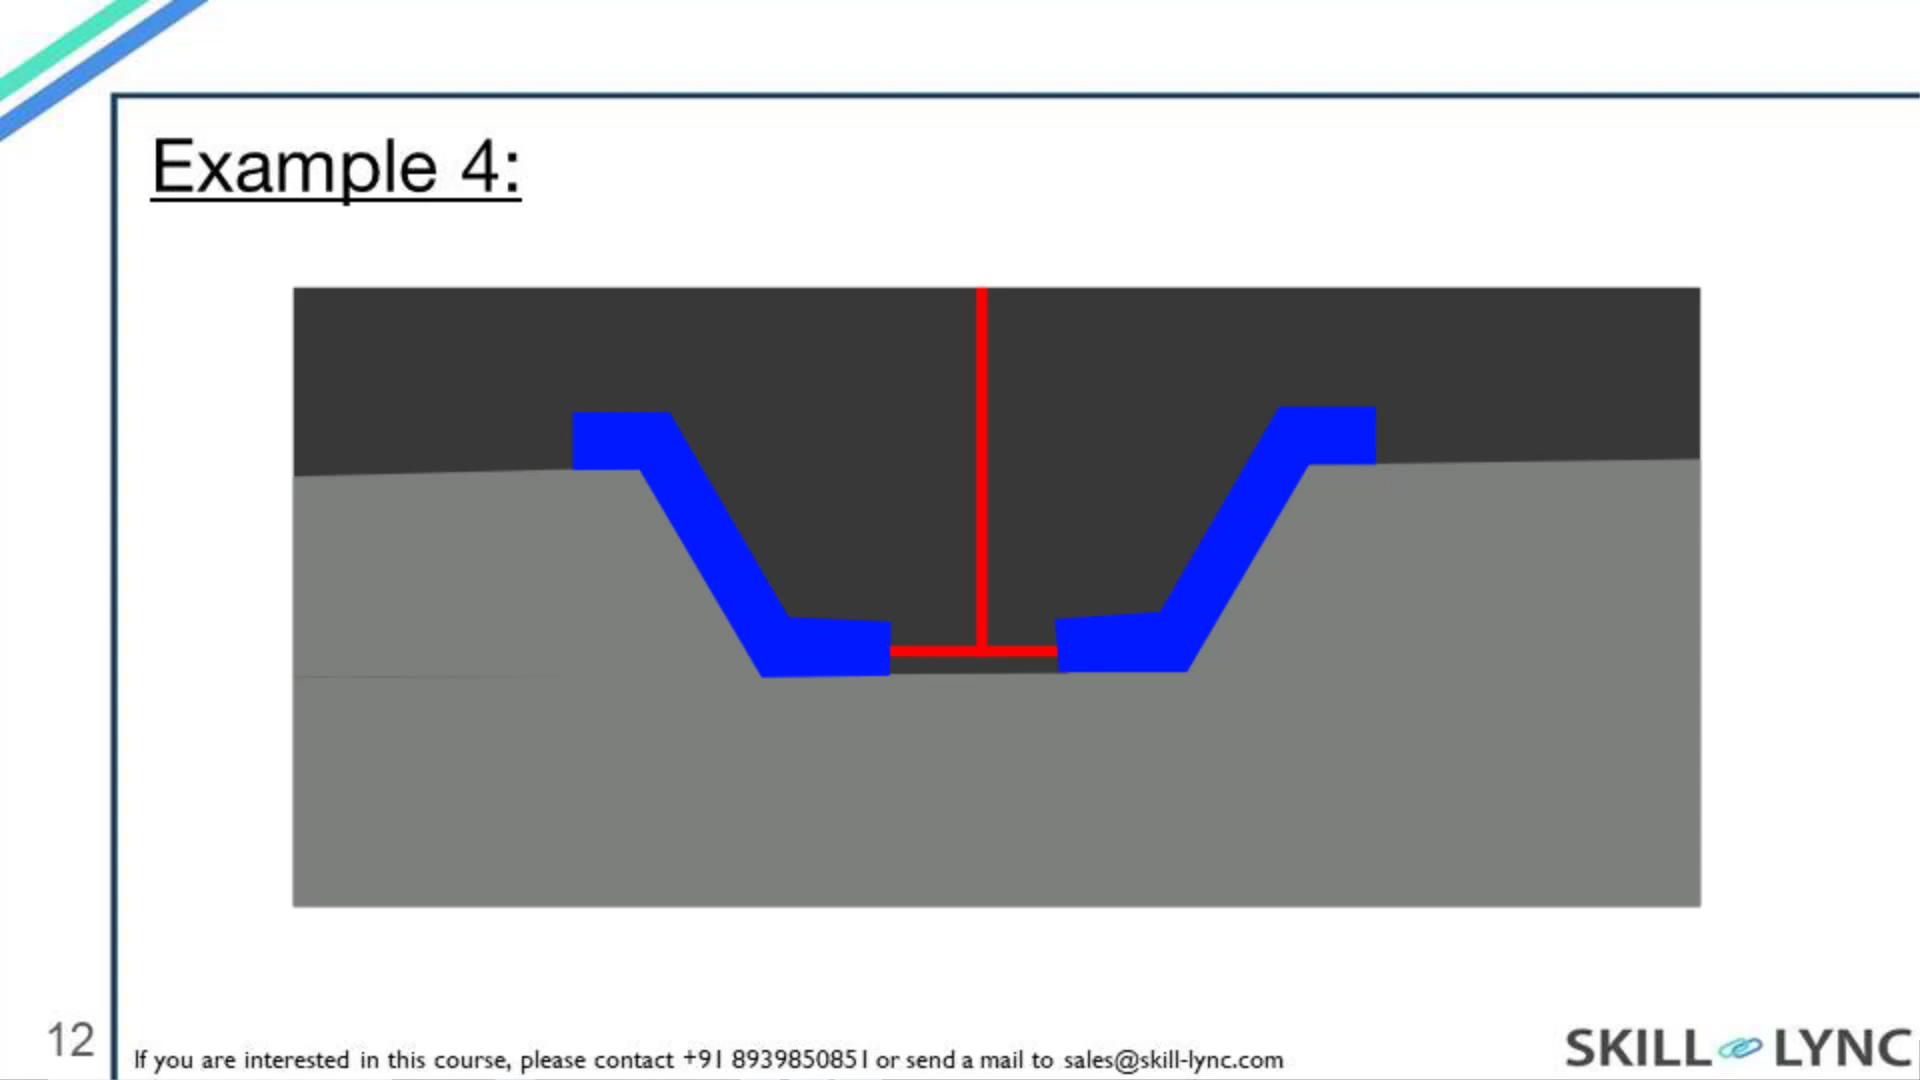 Example 4:
12
If you are interested in this course, please contact +91 8939850851 or send a mail to sales@skill-lync.com
SKILL LYNC